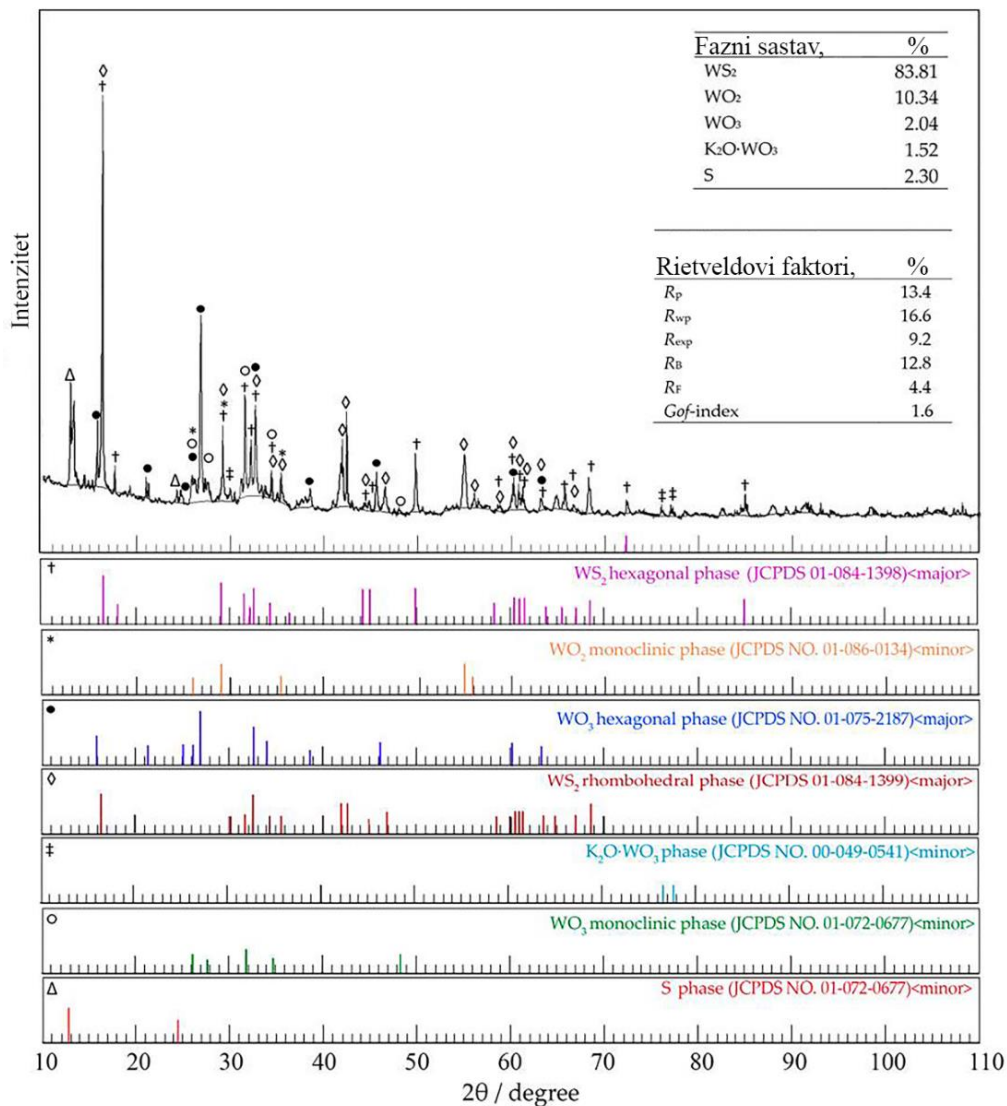 Fazni sastav, %
WS₂ 83.81
WO₂ 10.34
WO₃ 2.04
K₂O·WO₃ 1.52
S 2.30
Rietveldovi faktori, %
Rp 13.4
Rwp 16.6
Rexp 9.2
RB 12.8
RF 4.4
Gof-index 1.6
Intenzitet
† WS₂ hexagonal phase (JCPDS 01-084-1398)<major>
* WO₂ monoclinic phase (JCPDS NO. 01-086-0134)<minor>
● WO₃ hexagonal phase (JCPDS NO. 01-075-2187)<major>
◊ WS₂ rhombohedral phase (JCPDS 01-084-1399)<major>
‡ K₂O·WO₃ phase (JCPDS NO. 00-049-0541)<minor>
○ WO₃ monoclinic phase (JCPDS NO. 01-072-0677)<minor>
Δ S phase (JCPDS NO. 01-072-0677)<minor>
10 20 30 40 50 60 70 80 90 100 110
2θ / degree